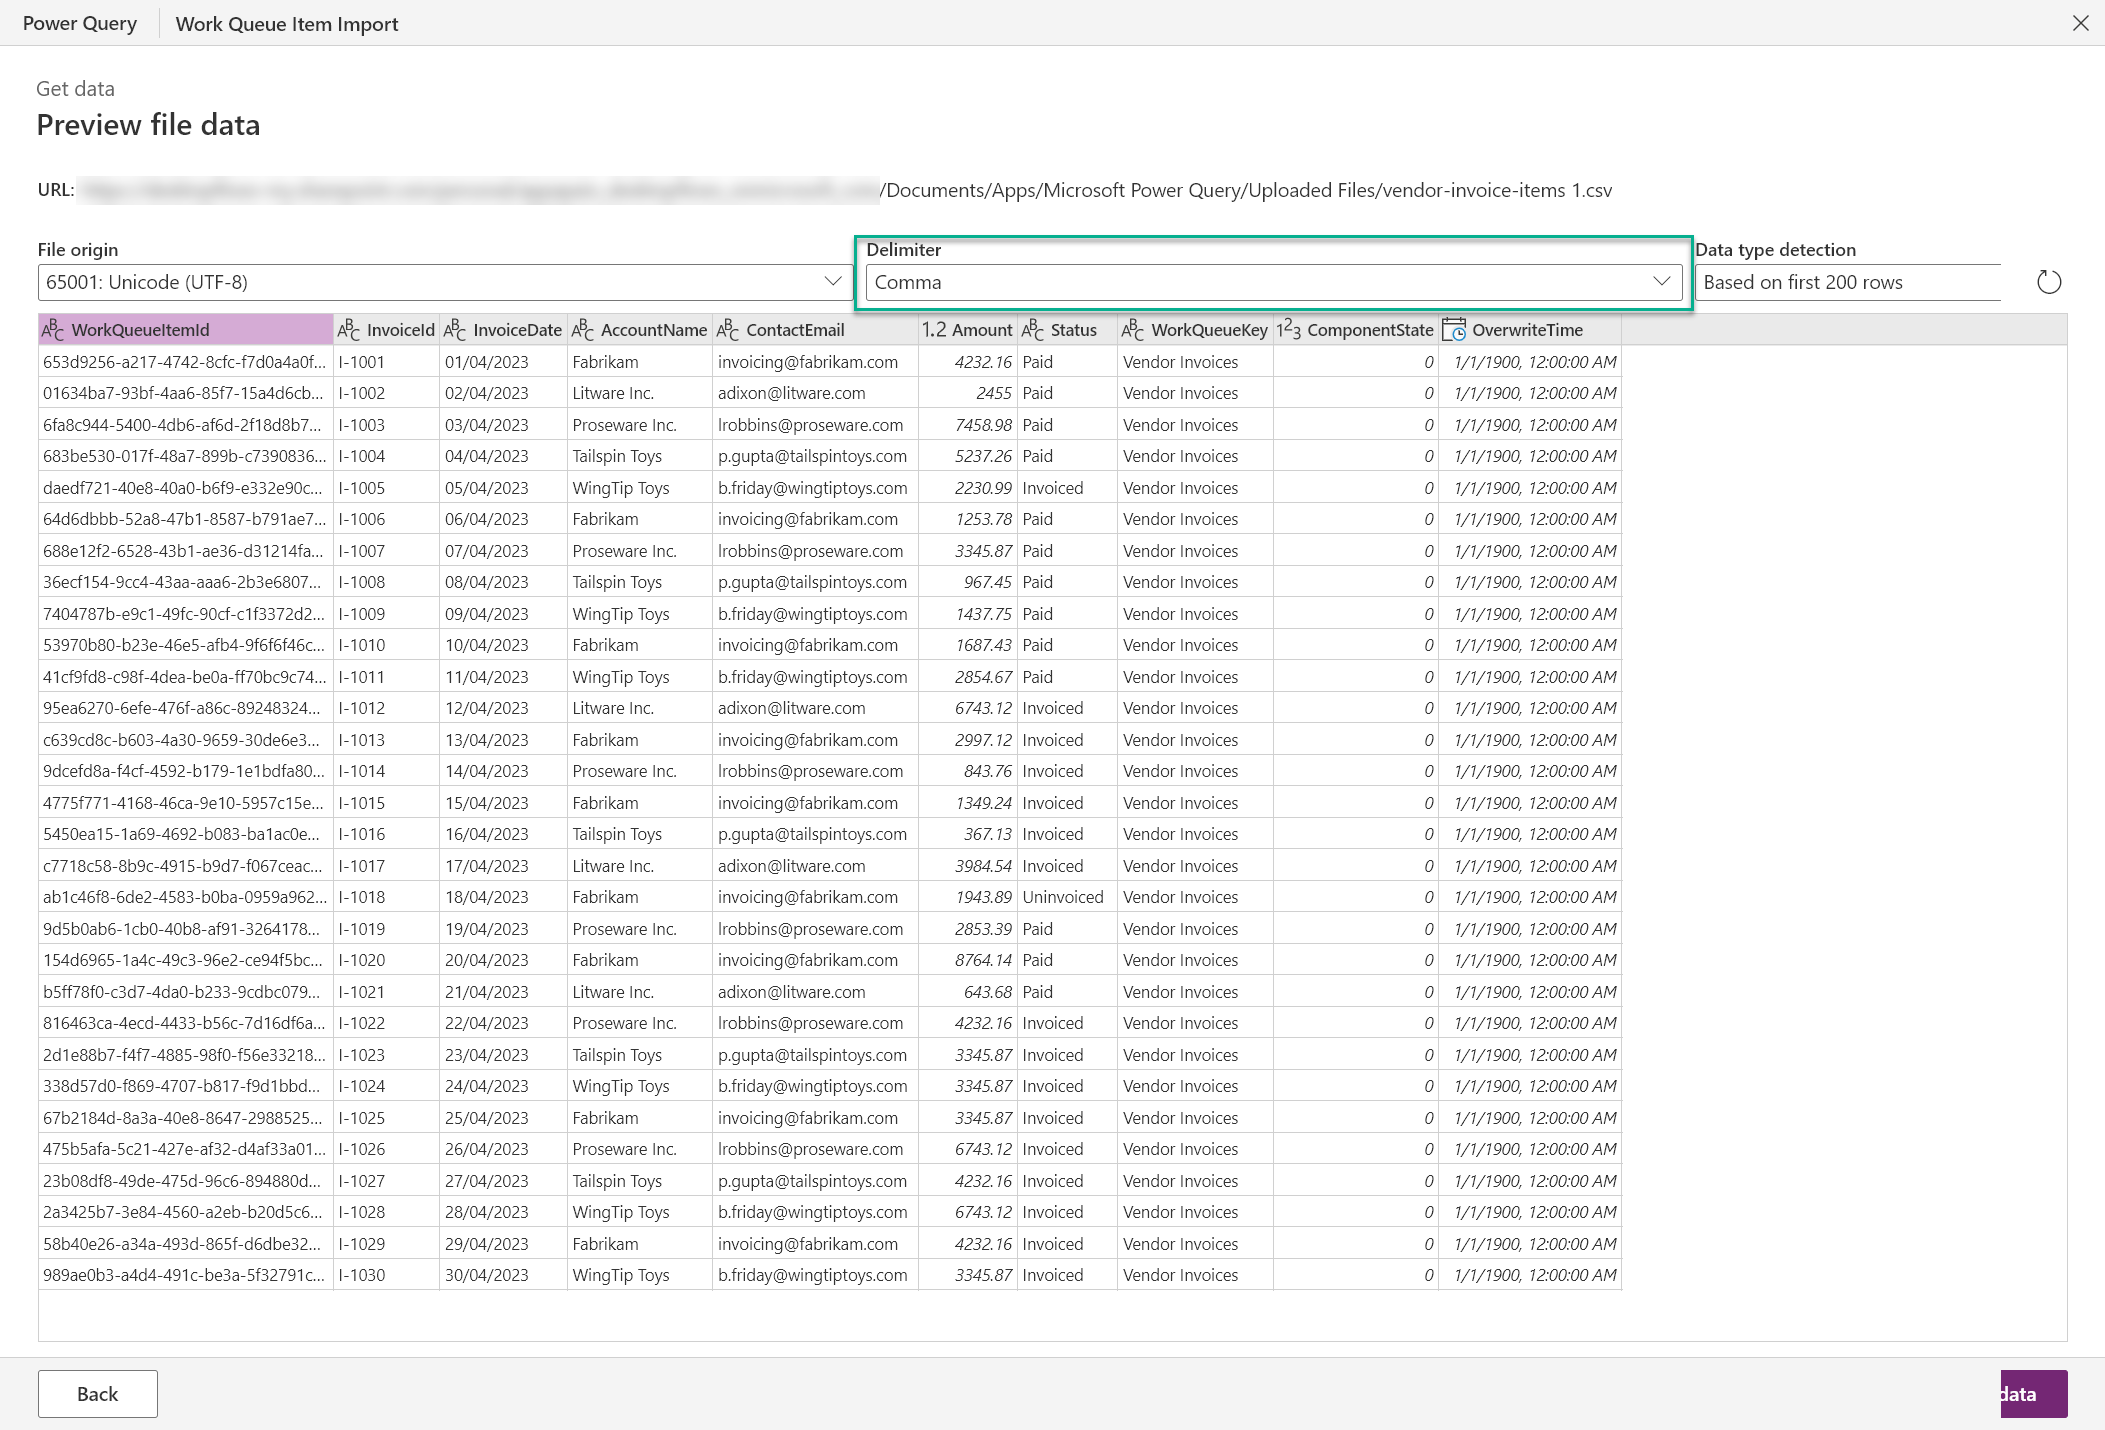 Power Query Work Queue Item Import
Get data
Preview file data
URL: /Documents/Apps/Microsoft Power Query/Uploaded Files/vendor-invoice-items 1.csv
File origin Delimiter Data type detection
65001: Unicode (UTF-8) Comma Based on first 200 rows
ABC WorkQueueItemId ABC InvoiceId ABC InvoiceDate ABC AccountName ABC ContactEmail 1.2 Amount ABC Status ABC WorkQueueKey 123 ComponentState OverwriteTime
653d9256-a217-4742-8cfc-f7d0a4a0f... I-1001 01/04/2023 Fabrikam invoicing@fabrikam.com 4232.16 Paid Vendor Invoices 0 1/1/1900, 12:00:00 AM
01634ba7-93bf-4aa6-85f7-15a4d6cb... I-1002 02/04/2023 Litware Inc. adixon@litware.com 2455 Paid Vendor Invoices 0 1/1/1900, 12:00:00 AM
6fa8c944-5400-4db6-af6d-2f18d8b7... I-1003 03/04/2023 Proseware Inc. lrobbins@proseware.com 7458.98 Paid Vendor Invoices 0 1/1/1900, 12:00:00 AM
683be530-017f-48a7-899b-c7390836... I-1004 04/04/2023 Tailspin Toys p.gupta@tailspintoys.com 5237.26 Paid Vendor Invoices 0 1/1/1900, 12:00:00 AM
daedf721-40e8-40a0-b6f9-e332e90c... I-1005 05/04/2023 WingTip Toys b.friday@wingtiptoys.com 2230.99 Invoiced Vendor Invoices 0 1/1/1900, 12:00:00 AM
64d6dbbb-52a8-47b1-8587-b791ae7... I-1006 06/04/2023 Fabrikam invoicing@fabrikam.com 1253.78 Paid Vendor Invoices 0 1/1/1900, 12:00:00 AM
688e12f2-6528-43b1-ae36-d31214fa... I-1007 07/04/2023 Proseware Inc. lrobbins@proseware.com 3345.87 Paid Vendor Invoices 0 1/1/1900, 12:00:00 AM
36ecf154-9cc4-43aa-aaa6-2b3e6807... I-1008 08/04/2023 Tailspin Toys p.gupta@tailspintoys.com 967.45 Paid Vendor Invoices 0 1/1/1900, 12:00:00 AM
7404787b-e9c1-49fc-90cf-c1f3372d2... I-1009 09/04/2023 WingTip Toys b.friday@wingtiptoys.com 1437.75 Paid Vendor Invoices 0 1/1/1900, 12:00:00 AM
53970b80-b23e-46e5-afb4-9f6f6f46c... I-1010 10/04/2023 Fabrikam invoicing@fabrikam.com 1687.43 Paid Vendor Invoices 0 1/1/1900, 12:00:00 AM
41cf9fd8-c98f-4dea-be0a-ff70bc9c74... I-1011 11/04/2023 WingTip Toys b.friday@wingtiptoys.com 2854.67 Paid Vendor Invoices 0 1/1/1900, 12:00:00 AM
95ea6270-6efe-476f-a86c-89248324... I-1012 12/04/2023 Litware Inc. adixon@litware.com 6743.12 Invoiced Vendor Invoices 0 1/1/1900, 12:00:00 AM
c639cd8c-b603-4a30-9659-30de6e3... I-1013 13/04/2023 Fabrikam invoicing@fabrikam.com 2997.12 Invoiced Vendor Invoices 0 1/1/1900, 12:00:00 AM
9dcefd8a-f4cf-4592-b179-1e1bdfa80... I-1014 14/04/2023 Proseware Inc. lrobbins@proseware.com 843.76 Invoiced Vendor Invoices 0 1/1/1900, 12:00:00 AM
4775f771-4168-46ca-9e10-5957c15e... I-1015 15/04/2023 Fabrikam invoicing@fabrikam.com 1349.24 Invoiced Vendor Invoices 0 1/1/1900, 12:00:00 AM
5450ea15-1a69-4692-b083-ba1ac0e... I-1016 16/04/2023 Tailspin Toys p.gupta@tailspintoys.com 367.13 Invoiced Vendor Invoices 0 1/1/1900, 12:00:00 AM
c7718c58-8b9c-4915-b9d7-f067ceac... I-1017 17/04/2023 Litware Inc. adixon@litware.com 3984.54 Invoiced Vendor Invoices 0 1/1/1900, 12:00:00 AM
ab1c46f8-6de2-4583-b0ba-0959a962... I-1018 18/04/2023 Fabrikam invoicing@fabrikam.com 1943.89 Uninvoiced Vendor Invoices 0 1/1/1900, 12:00:00 AM
9d5b0ab6-1cb0-40b8-af91-3264178... I-1019 19/04/2023 Proseware Inc. lrobbins@proseware.com 2853.39 Paid Vendor Invoices 0 1/1/1900, 12:00:00 AM
154d6965-1a4c-49c3-96e2-ce94f5bc... I-1020 20/04/2023 Fabrikam invoicing@fabrikam.com 8764.14 Paid Vendor Invoices 0 1/1/1900, 12:00:00 AM
b5ff78f0-c3d7-4da0-b233-9cdbc079... I-1021 21/04/2023 Litware Inc. adixon@litware.com 643.68 Paid Vendor Invoices 0 1/1/1900, 12:00:00 AM
816463ca-4ecd-4433-b56c-7d16df6a... I-1022 22/04/2023 Proseware Inc. lrobbins@proseware.com 4232.16 Invoiced Vendor Invoices 0 1/1/1900, 12:00:00 AM
2d1e88b7-f4f7-4885-98f0-f56e33218... I-1023 23/04/2023 Tailspin Toys p.gupta@tailspintoys.com 3345.87 Invoiced Vendor Invoices 0 1/1/1900, 12:00:00 AM
338d57d0-f869-4707-b817-f9d1bbd... I-1024 24/04/2023 WingTip Toys b.friday@wingtiptoys.com 3345.87 Invoiced Vendor Invoices 0 1/1/1900, 12:00:00 AM
67b2184d-8a3a-40e8-8647-2988525... I-1025 25/04/2023 Fabrikam invoicing@fabrikam.com 3345.87 Invoiced Vendor Invoices 0 1/1/1900, 12:00:00 AM
475b5afa-5c21-427e-af32-d4af33a01... I-1026 26/04/2023 Proseware Inc. lrobbins@proseware.com 6743.12 Invoiced Vendor Invoices 0 1/1/1900, 12:00:00 AM
23b08df8-49de-475d-96c6-894880d... I-1027 27/04/2023 Tailspin Toys p.gupta@tailspintoys.com 4232.16 Invoiced Vendor Invoices 0 1/1/1900, 12:00:00 AM
2a3425b7-3e84-4560-a2eb-b20d5c6... I-1028 28/04/2023 WingTip Toys b.friday@wingtiptoys.com 6743.12 Invoiced Vendor Invoices 0 1/1/1900, 12:00:00 AM
58b40e26-a34a-493d-865f-d6dbe32... I-1029 29/04/2023 Fabrikam invoicing@fabrikam.com 4232.16 Invoiced Vendor Invoices 0 1/1/1900, 12:00:00 AM
989ae0b3-a4d4-491c-be3a-5f32791c... I-1030 30/04/2023 WingTip Toys b.friday@wingtiptoys.com 3345.87 Invoiced Vendor Invoices 0 1/1/1900, 12:00:00 AM
Back data